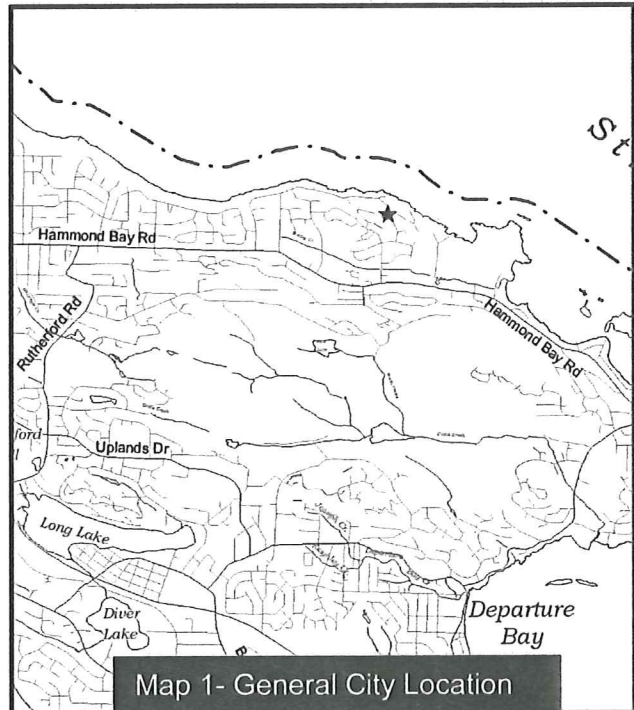 St
Hammond Bay Rd
Rutherford Rd
Hammond Bay Rd
Uplands Dr
ford
l
Long Lake
Diver
Lake
Departure
Bay
B
Map 1- General City Location